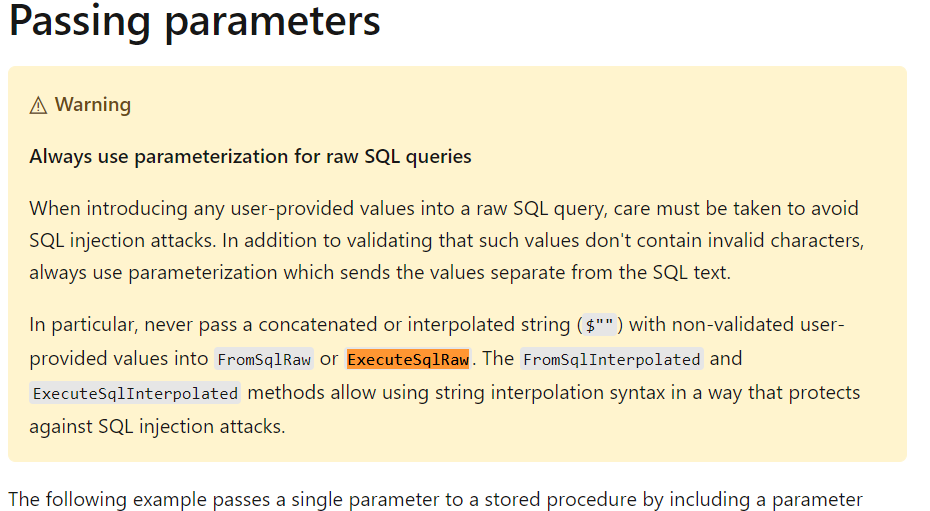 Passing parameters
⚠ Warning
Always use parameterization for raw SQL queries
When introducing any user-provided values into a raw SQL query, care must be taken to avoid
SQL injection attacks. In addition to validating that such values don't contain invalid characters,
always use parameterization which sends the values separate from the SQL text.
In particular, never pass a concatenated or interpolated string ($"") with non-validated user-
provided values into FromSqlRaw or ExecuteSqlRaw. The FromSqlInterpolated and
ExecuteSqlInterpolated methods allow using string interpolation syntax in a way that protects
against SQL injection attacks.
The following example passes a single parameter to a stored procedure by including a parameter